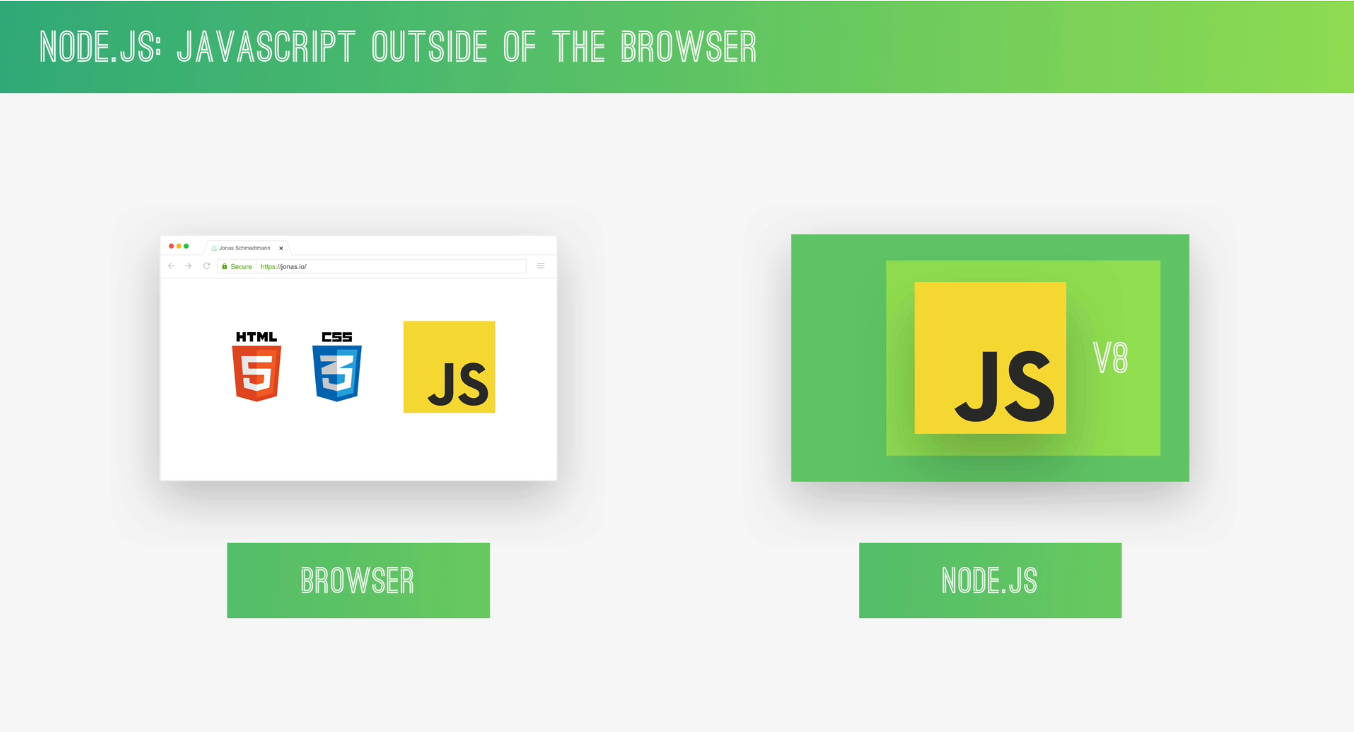 NODE.JS: JAVASCRIPT OUTSIDE OF THE BROWSER
Jonas Schmedtmann
Secure https://jonas.io/
HTML
5
CSS
3
JS
JS
V8
BROWSER
NODE.JS